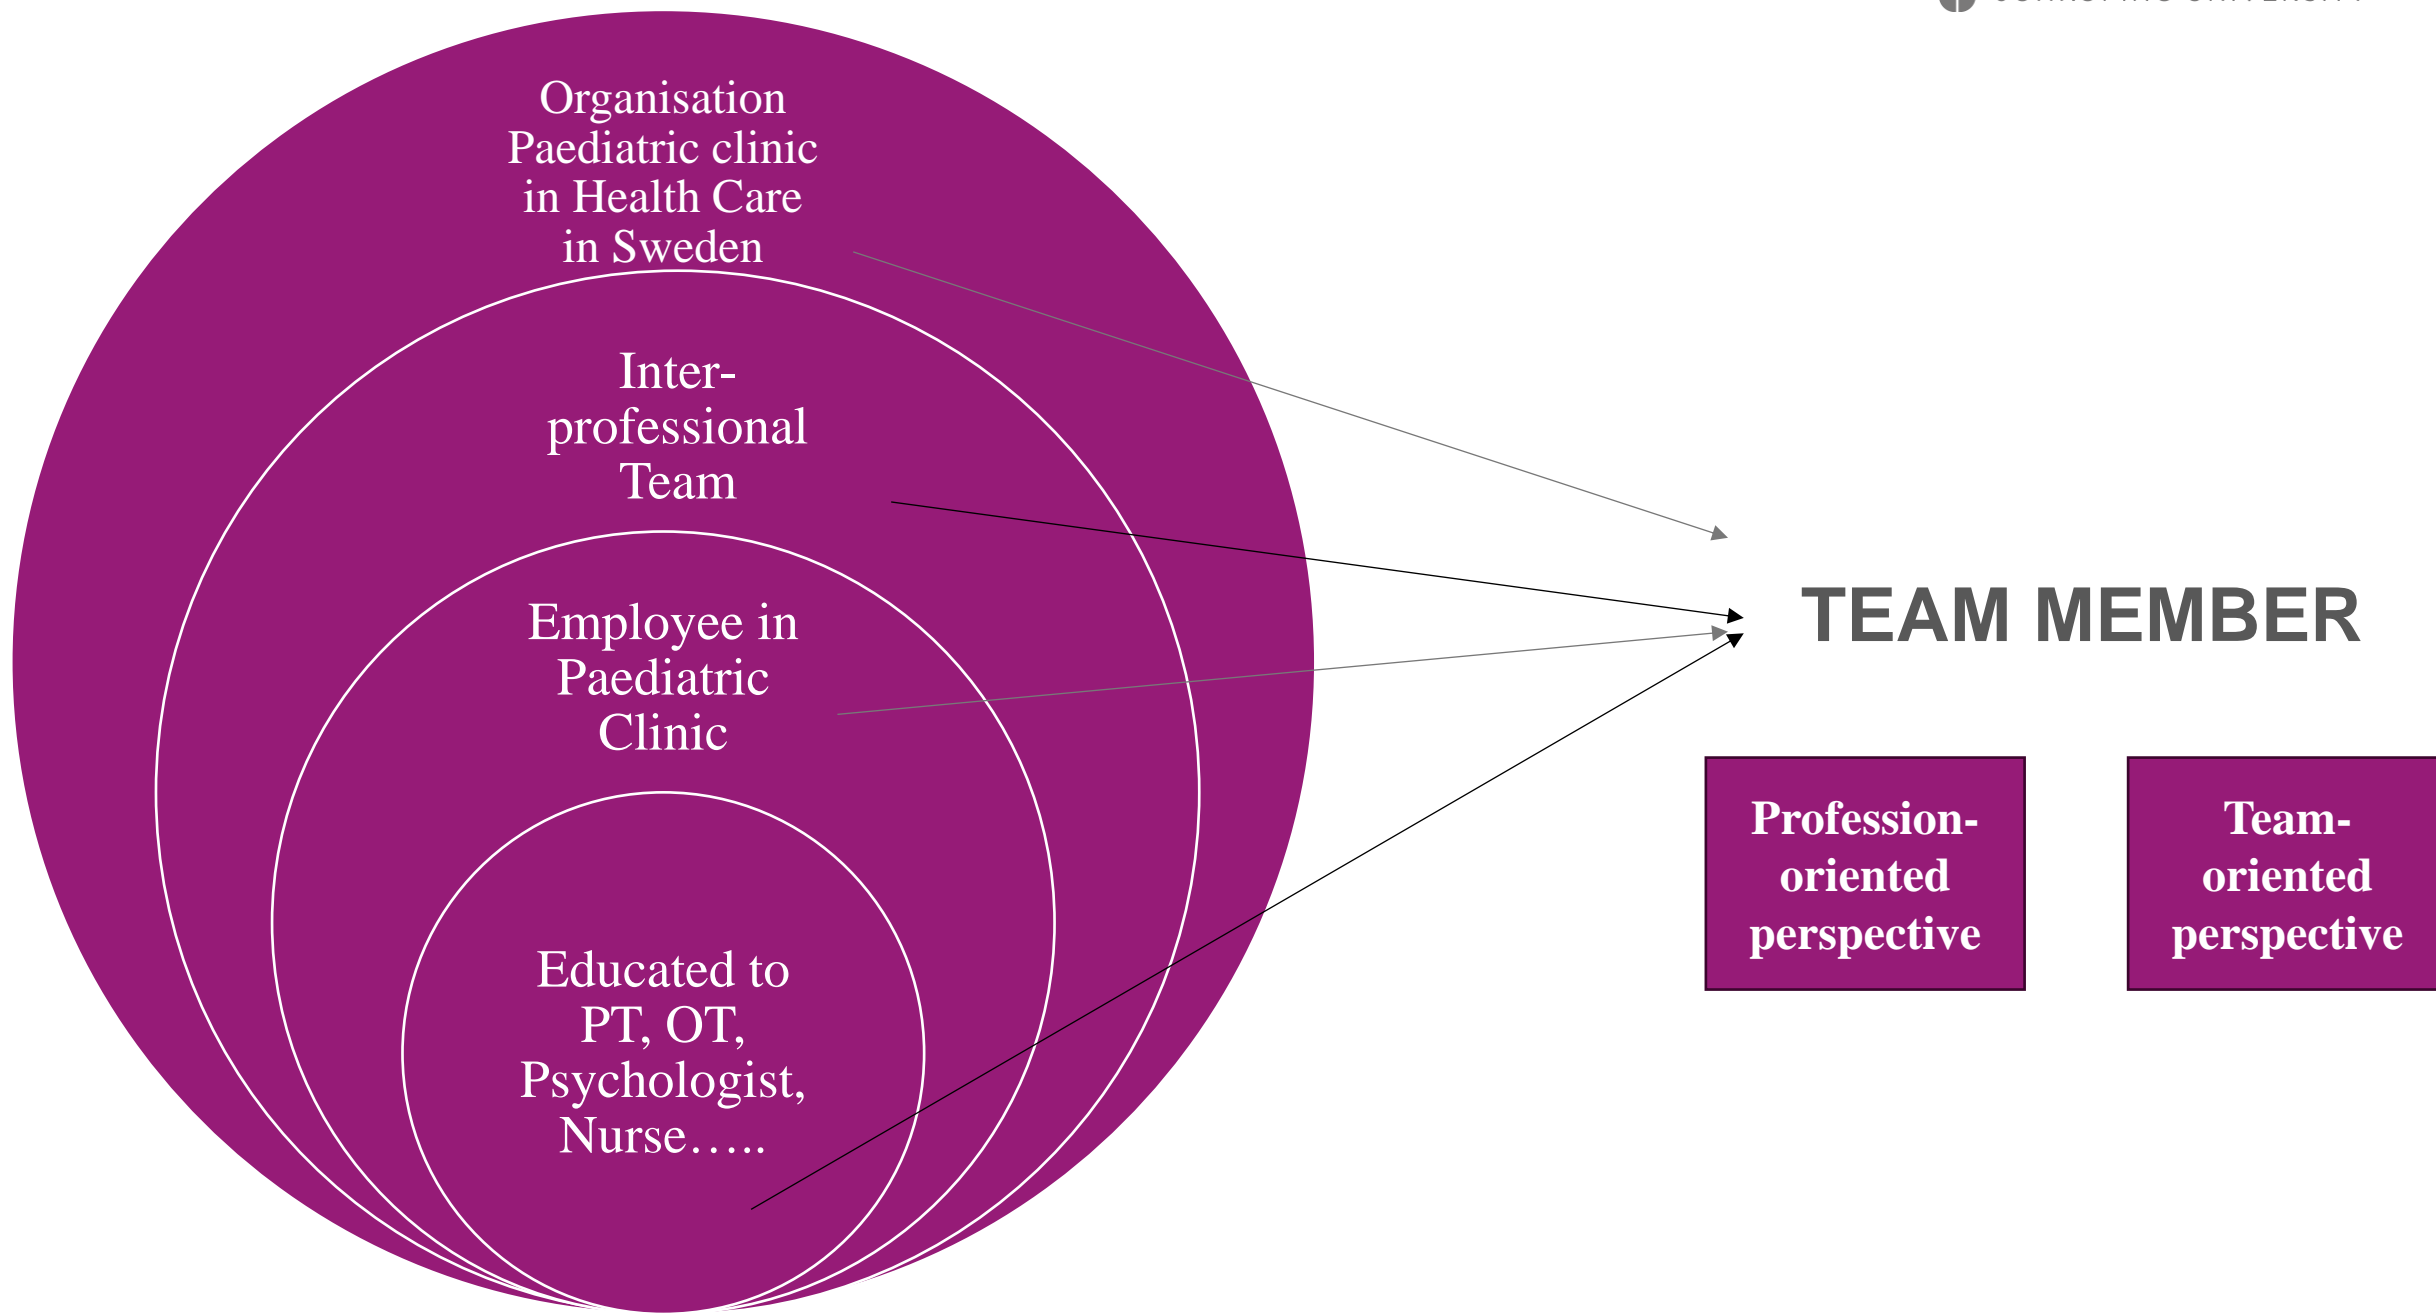 Organisation
Paediatric clinic
in Health Care
in Sweden
Inter-
professional
Team
Employee in
Paediatric
Clinic
Educated to
PT, OT,
Psychologist,
Nurse…..
TEAM MEMBER
Profession-
oriented
perspective
Team-
oriented
perspective